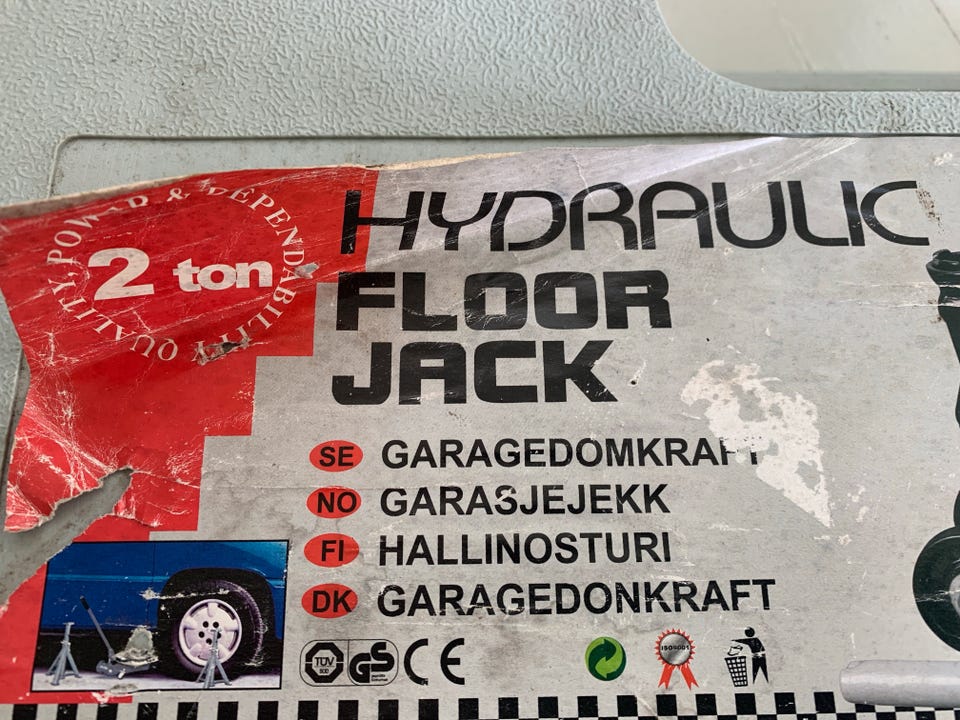 QUALITY, POWER & DEPENDABILITY
2 ton
HYDRAULIC
FLOOR
JACK
SE GARAGEDOMKRAFT
NO GARASJEJEKK
FI HALLINOSTURI
DK GARAGEDONKRAFT
TÜV GS CE ISO9001